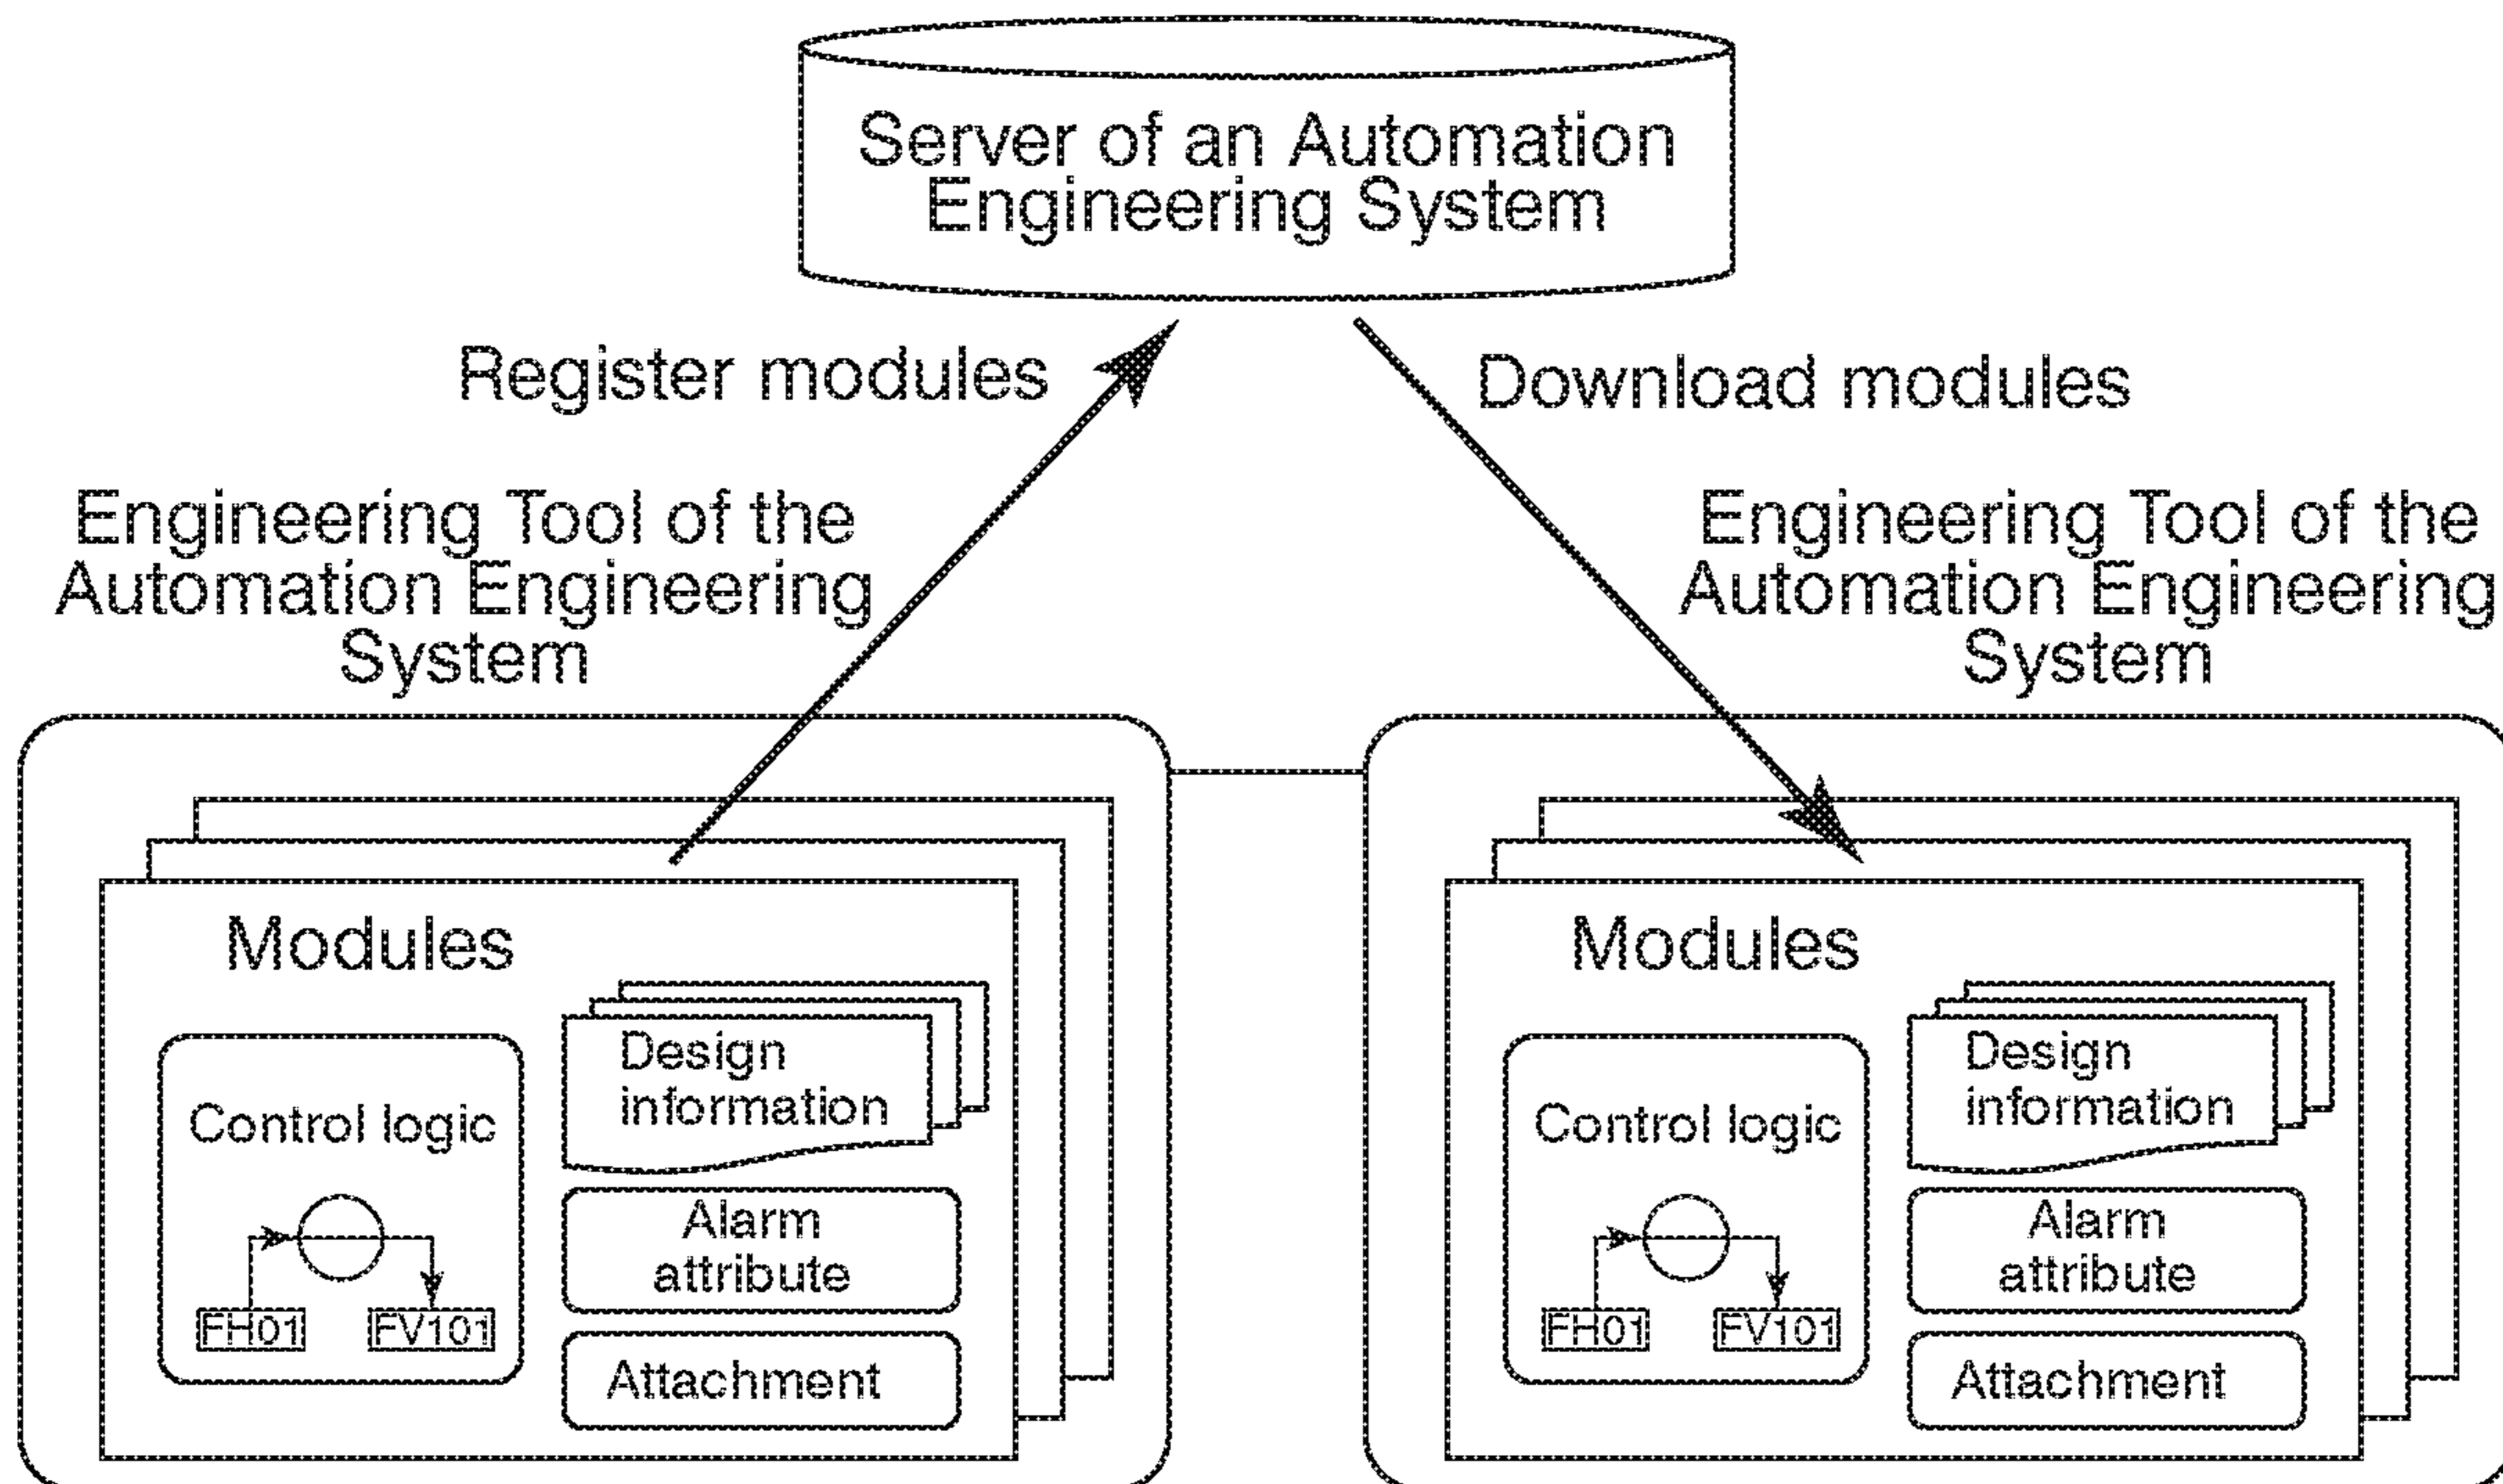 Server of an Automation
Engineering System
Register modules
Download modules
Engineering Tool of the
Automation Engineering
System
Engineering Tool of the
Automation Engineering
System
Modules
Design
information
Control logic
Alarm
attribute
FH01
FV101
Attachment
Modules
Design
information
Control logic
Alarm
attribute
FH01
FV101
Attachment